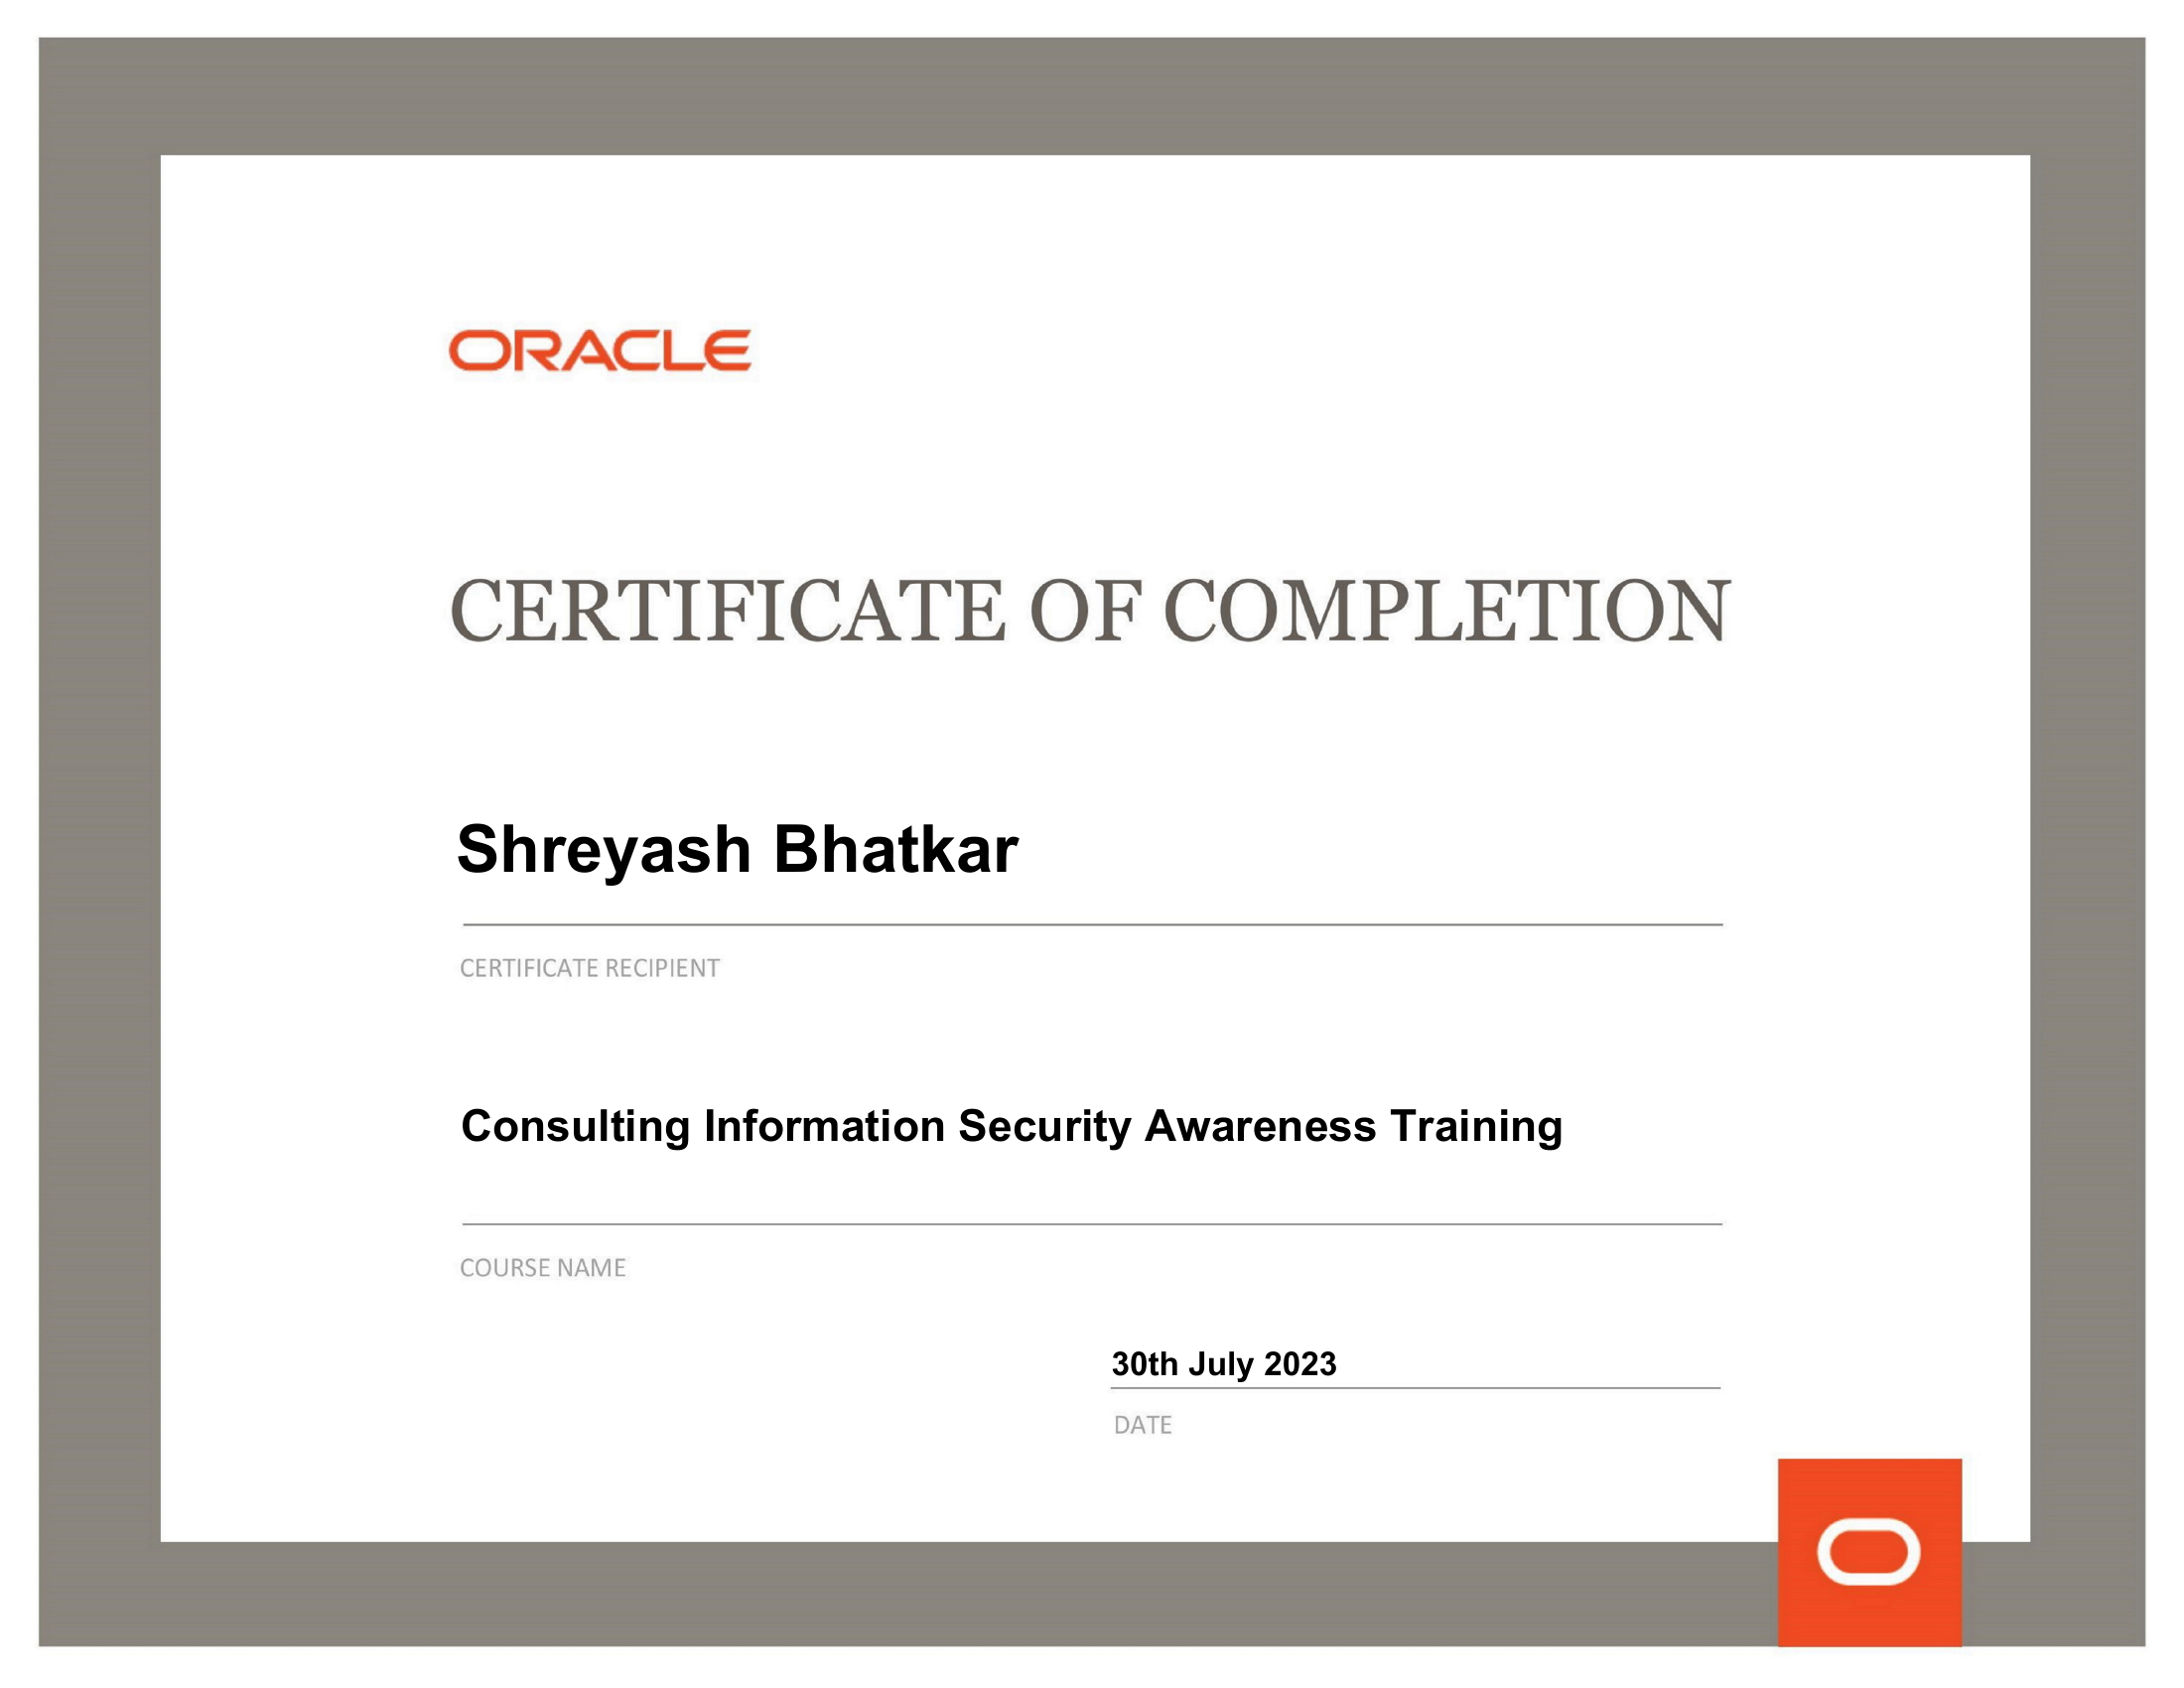 ORACLE
CERTIFICATE OF COMPLETION
Shreyash Bhatkar
CERTIFICATE RECIPIENT
Consulting Information Security Awareness Training
COURSE NAME
30th July 2023
DATE